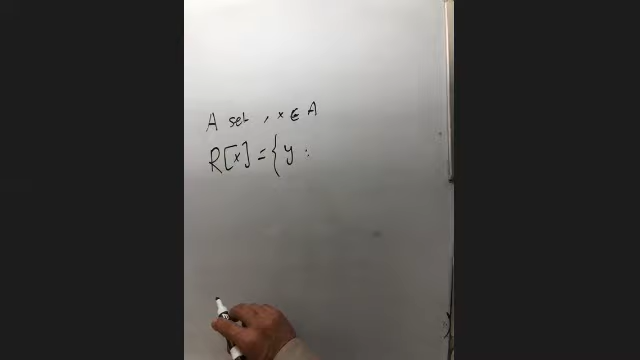 A set , x ∈ A
R[x] = { y :